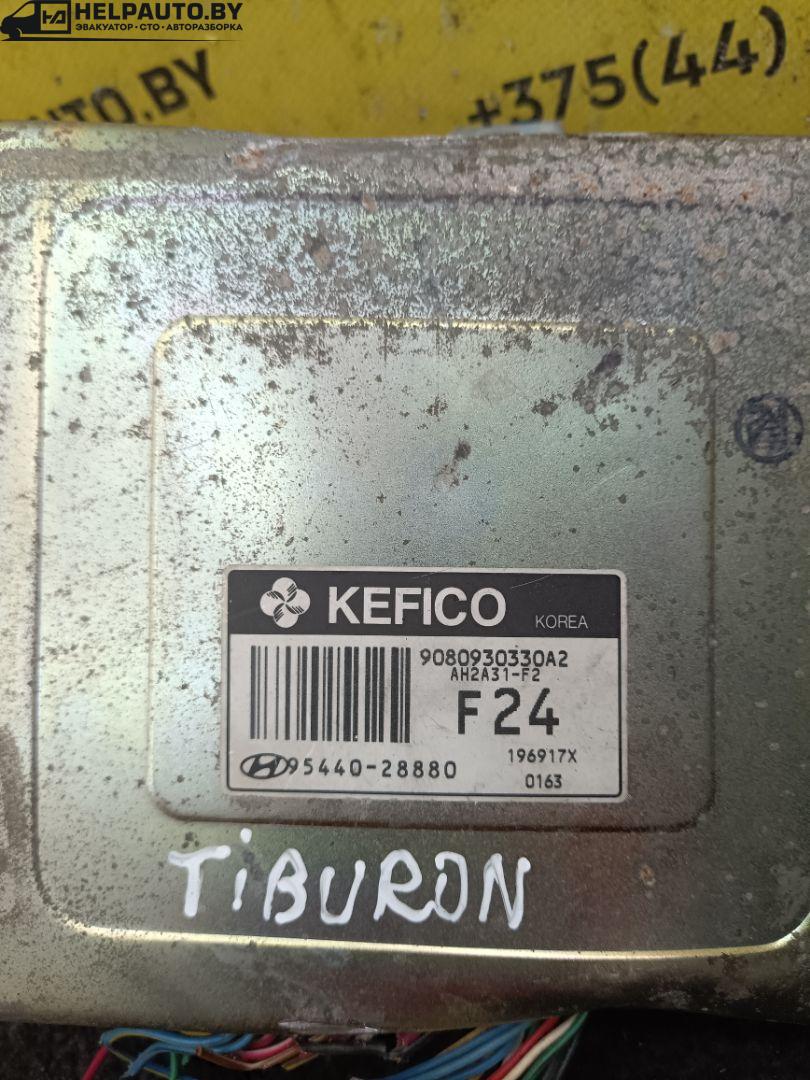 HELPAUTO.BY
ЭВАКУАТОР • СТО • АВТОРАЗБОРКА
UTO.BY
+375(44)
KEFICO
KOREA
9080930330A2
AH2A31-F2
F24
196917X
95440-28880
0163
TiBURON